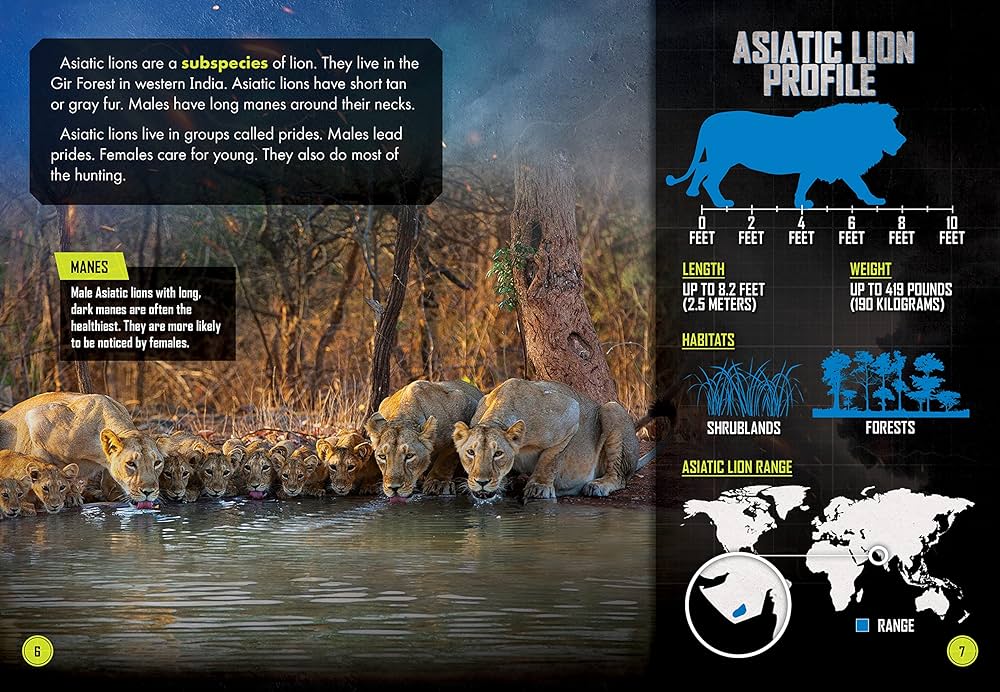 Asiatic lions are a subspecies of lion. They live in the
Gir Forest in western India. Asiatic lions have short tan
or gray fur. Males have long manes around their necks.
Asiatic lions live in groups called prides. Males lead
prides. Females care for young. They also do most of
the hunting.
MANES
Male Asiatic lions with long,
dark manes are often the
healthiest. They are more likely
to be noticed by females.
6
ASIATIC LION
PROFILE
0 2 4 6 8 10
FEET FEET FEET FEET FEET FEET
LENGTH
UP TO 8.2 FEET
(2.5 METERS)
WEIGHT
UP TO 419 POUNDS
(190 KILOGRAMS)
HABITATS
SHRUBLANDS
FORESTS
ASIATIC LION RANGE
RANGE
7